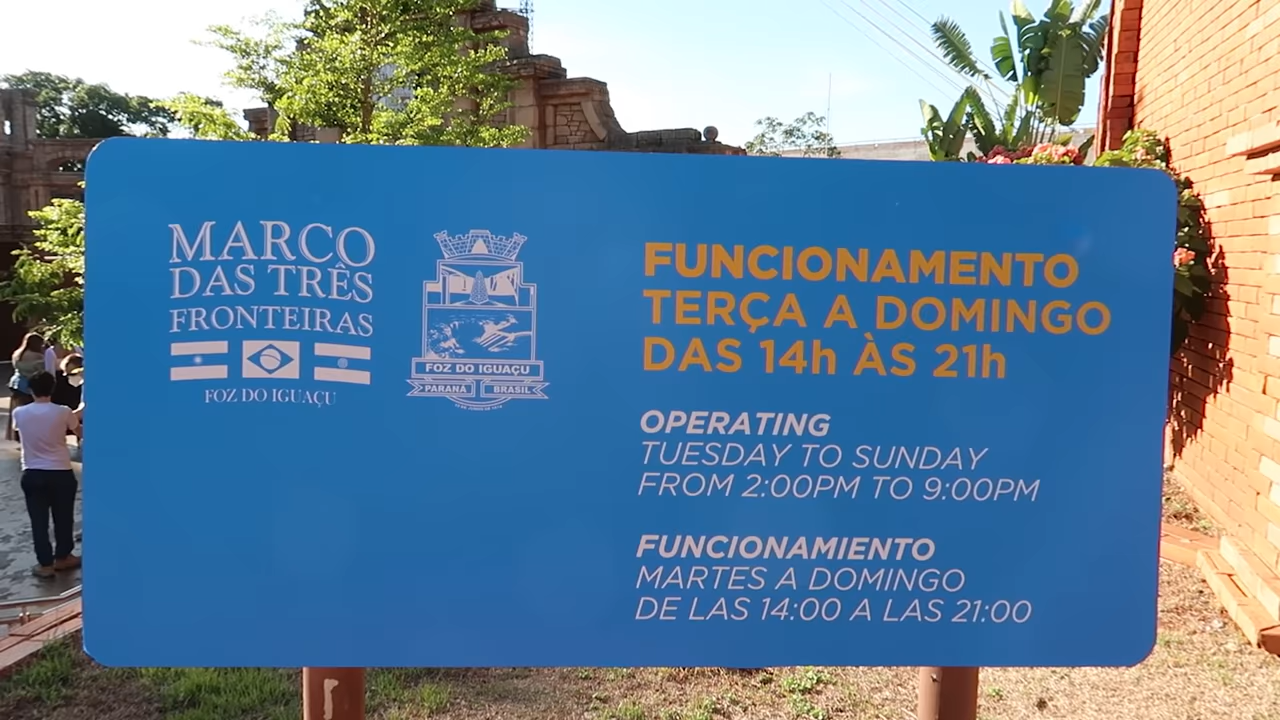 MARCO
DAS TRÊS
FRONTEIRAS
FOZ DO IGUAÇU
FOZ DO IGUAÇU
PARANÁ BRASIL
FUNCIONAMENTO
TERÇA A DOMINGO
DAS 14h ÀS 21h
OPERATING
TUESDAY TO SUNDAY
FROM 2:00PM TO 9:00PM
FUNCIONAMIENTO
MARTES A DOMINGO
DE LAS 14:00 A LAS 21:00